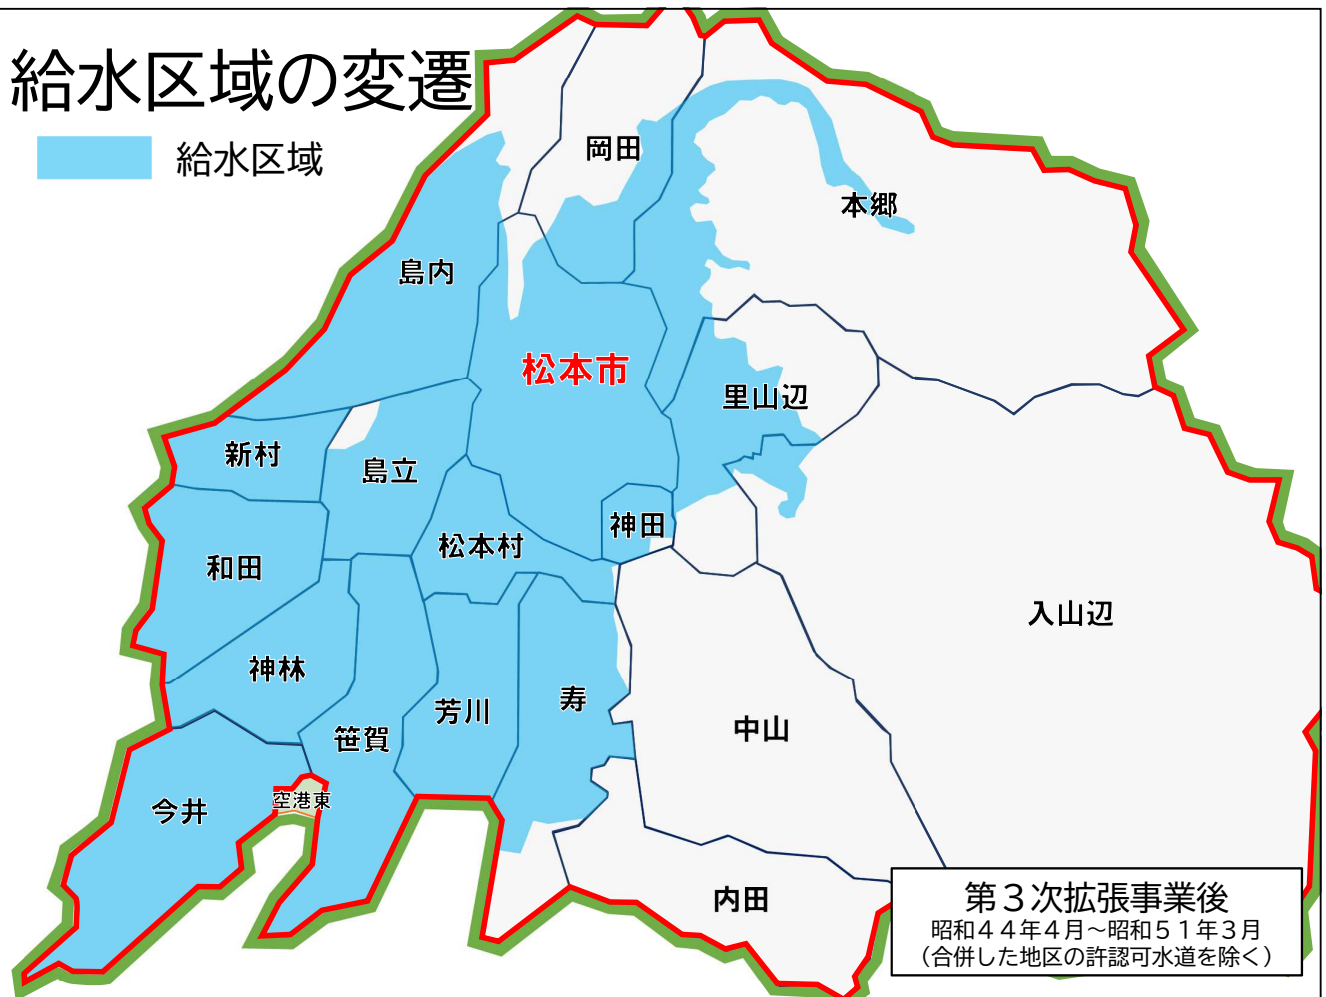 給水区域の変遷
給水区域
岡田
本郷
島内
松本市
里山辺
新村
島立
神田
松本村
和田
入山辺
神林
寿
芳川
中山
笹賀
空港東
今井
内田
第３次拡張事業後
昭和４４年４月～昭和５１年３月
（合併した地区の許認可水道を除く）